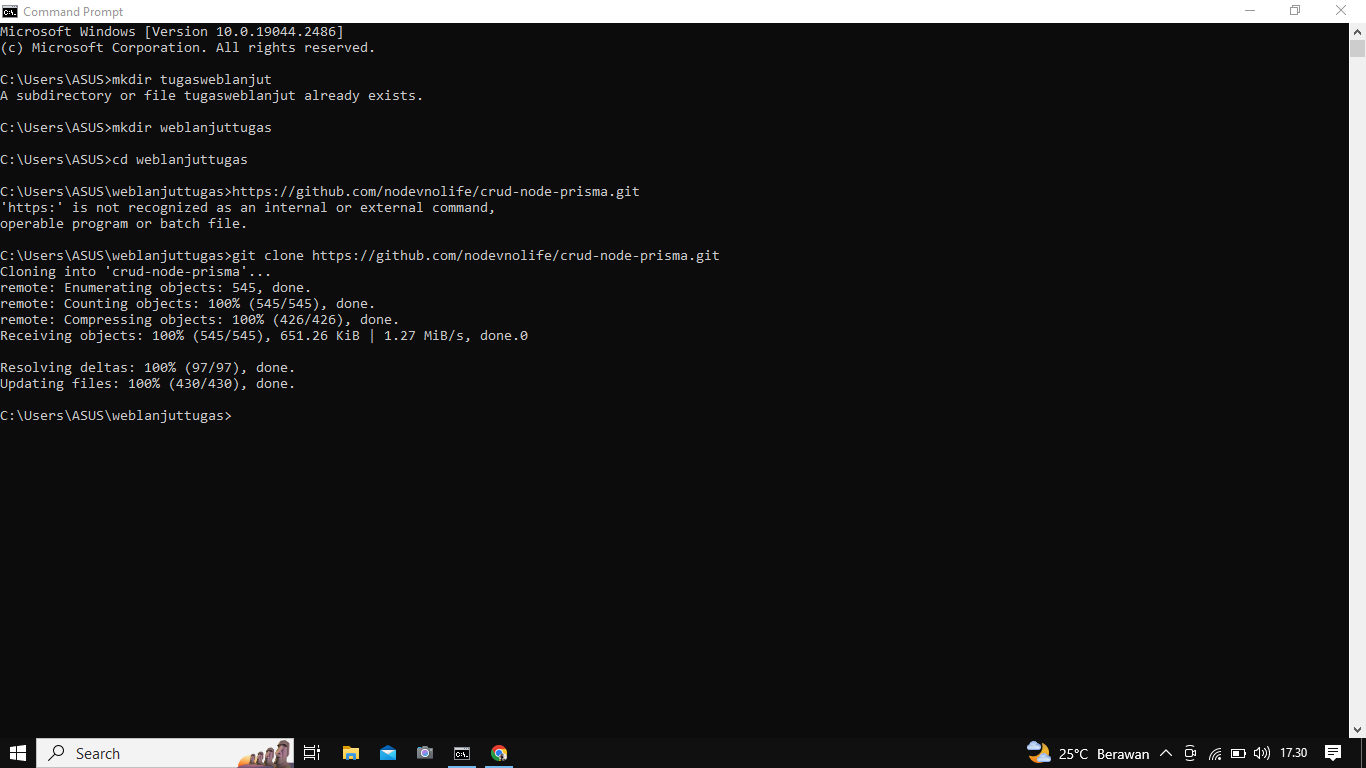 Command Prompt
Microsoft Windows [Version 10.0.19044.2486]
(c) Microsoft Corporation. All rights reserved.
C:\Users\ASUS>mkdir tugasweblanjut
A subdirectory or file tugasweblanjut already exists.
C:\Users\ASUS>mkdir weblanjuttugas
C:\Users\ASUS>cd weblanjuttugas
C:\Users\ASUS\weblanjuttugas>https://github.com/nodevnolife/crud-node-prisma.git
'https:' is not recognized as an internal or external command,
operable program or batch file.
C:\Users\ASUS\weblanjuttugas>git clone https://github.com/nodevnolife/crud-node-prisma.git
Cloning into 'crud-node-prisma'...
remote: Enumerating objects: 545, done.
remote: Counting objects: 100% (545/545), done.
remote: Compressing objects: 100% (426/426), done.
Receiving objects: 100% (545/545), 651.26 KiB | 1.27 MiB/s, done.0
Resolving deltas: 100% (97/97), done.
Updating files: 100% (430/430), done.
C:\Users\ASUS\weblanjuttugas>
Search
25°C Berawan
17.30